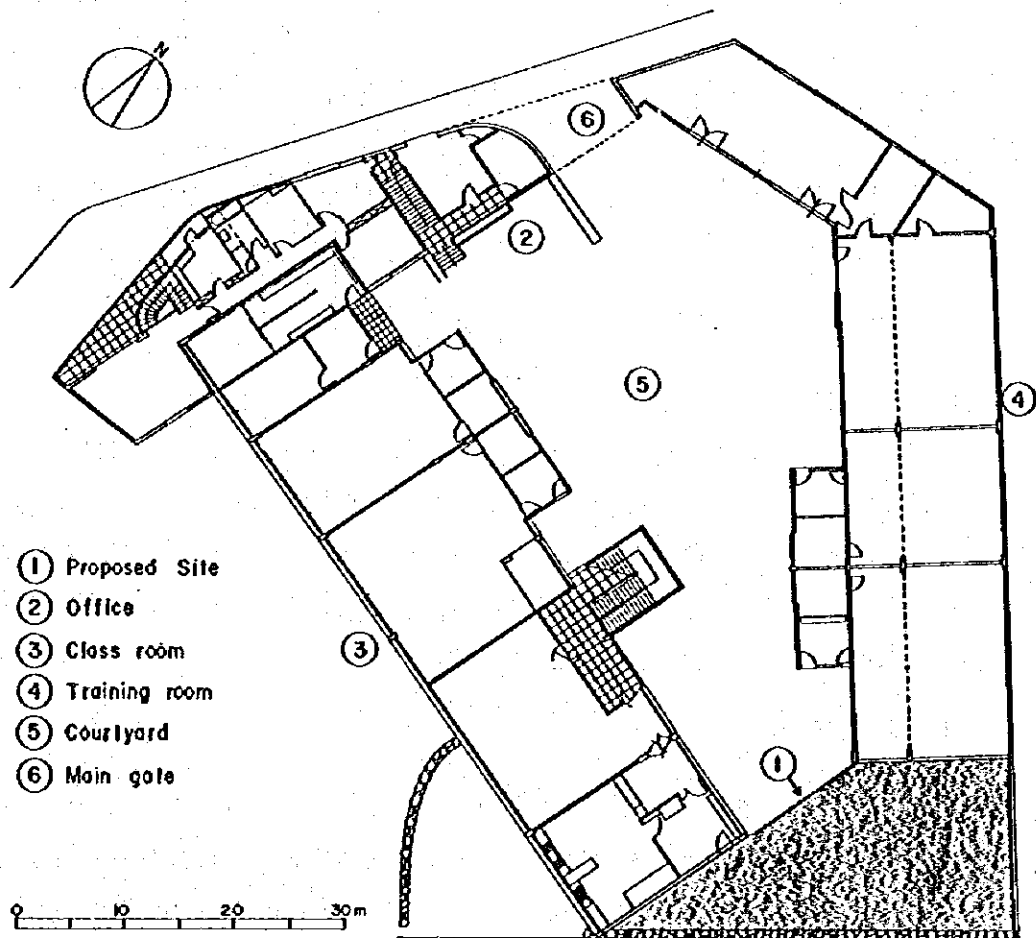 N
6
2
5
4
1 Proposed Site
2 Office
3 Class room
4 Training room
5 Courtyard
6 Main gate
3
1
0 10 20 30m